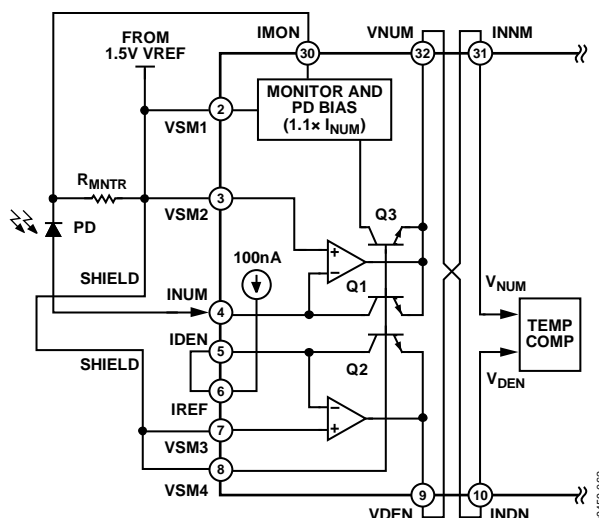 FROM
1.5V VREF
IMON
30
VNUM
32
INNM
31
MONITOR AND
PD BIAS
(1.1× INUM)
2
VSM1
RMNTR
3
VSM2
Q3
PD
100nA
SHIELD
Q1
INUM
4
VNUM
TEMP
COMP
IDEN
5
Q2
VDEN
SHIELD
6
IREF
7
VSM3
8
VSM4
9
VDEN
10
INDN